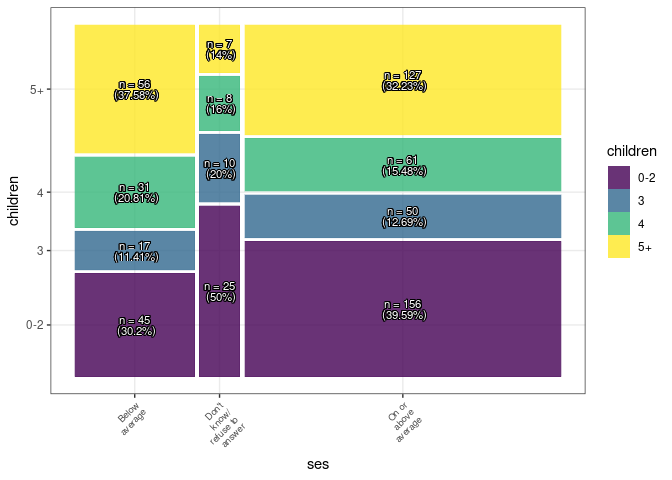 n = 56
(37.58%)
n = 31
(20.81%)
n = 17
(11.41%)
n = 45
(30.2%)
n = 7
(14%)
n = 8
(16%)
n = 10
(20%)
n = 25
(50%)
n = 127
(32.23%)
n = 61
(15.48%)
n = 50
(12.69%)
n = 156
(39.59%)
5+
4
3
0-2
children
Below
average
Don't
know/
refuse to
answer
On or
above
average
ses
children
0-2
3
4
5+